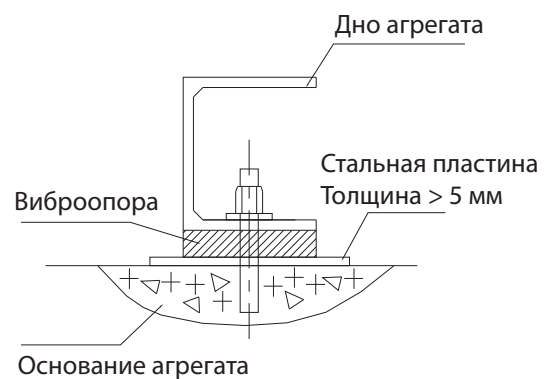 Дно агрегата
Стальная пластина
Толщина > 5 мм
Виброопора
Основание агрегата